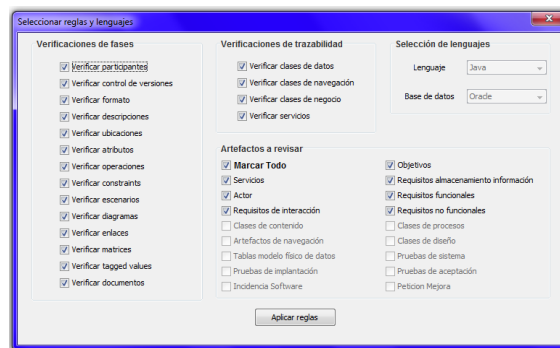 Seleccionar reglas y lenguajes
Verificaciones de fases
Verificar participantes
Verificar control de versiones
Verificar formato
Verificar descripciones
Verificar ubicaciones
Verificar atributos
Verificar operaciones
Verificar constraints
Verificar escenarios
Verificar diagramas
Verificar enlaces
Verificar matrices
Verificar tagged values
Verificar documentos
Verificaciones de trazabilidad
Verificar clases de datos
Verificar clases de navegación
Verificar clases de negocio
Verificar servicios
Selección de lenguajes
Lenguaje Java
Base de datos Oracle
Artefactos a revisar
Marcar Todo Objetivos
Servicios Requisitos almacenamiento información
Actor Requisitos funcionales
Requisitos de interacción Requisitos no funcionales
Clases de contenido Clases de procesos
Artefactos de navegación Clases de diseño
Tablas modelo físico de datos Pruebas de sistema
Pruebas de implantación Pruebas de aceptación
Incidencia Software Peticion Mejora
Aplicar reglas